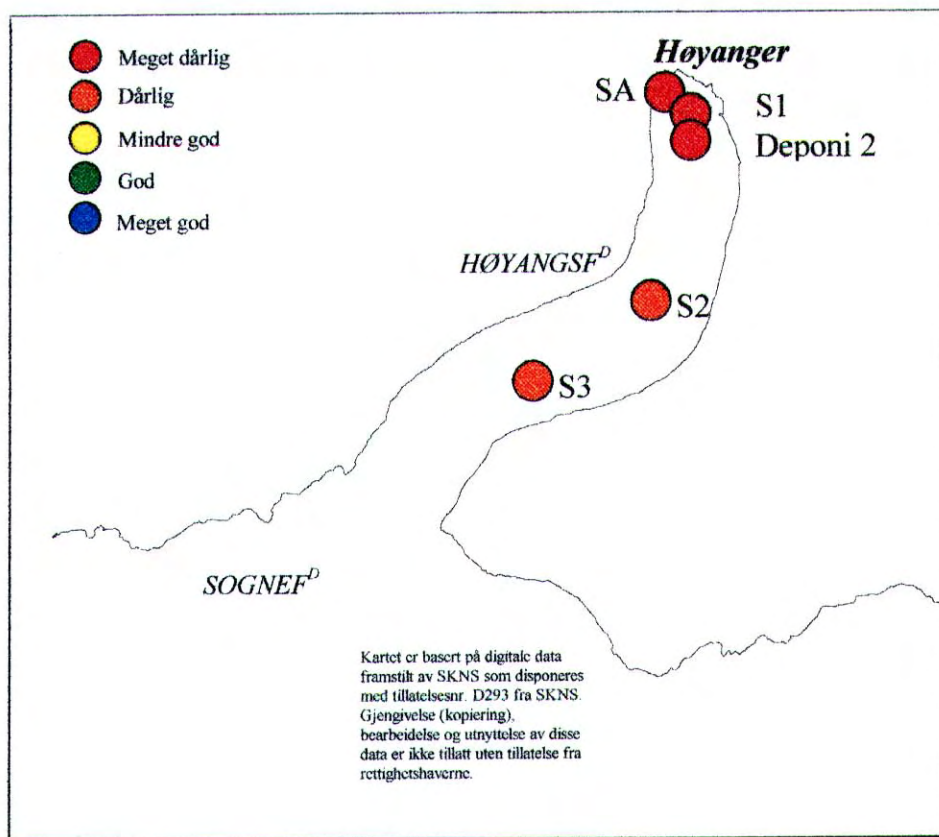 Meget dårlig
Dårlig
Mindre god
God
Meget god
Høyanger
SA
S1
Deponi 2
HØYANGSFD
S2
S3
SOGNEFD
Kartet er basert på digitale data
framstilt av SKNS som disponeres
med tillatelsesnr. D293 fra SKNS.
Gjengivelse (kopiering),
bearbeidelse og utnyttelse av disse
data er ikke tillatt uten tillatelse fra
rettighetshaverne.